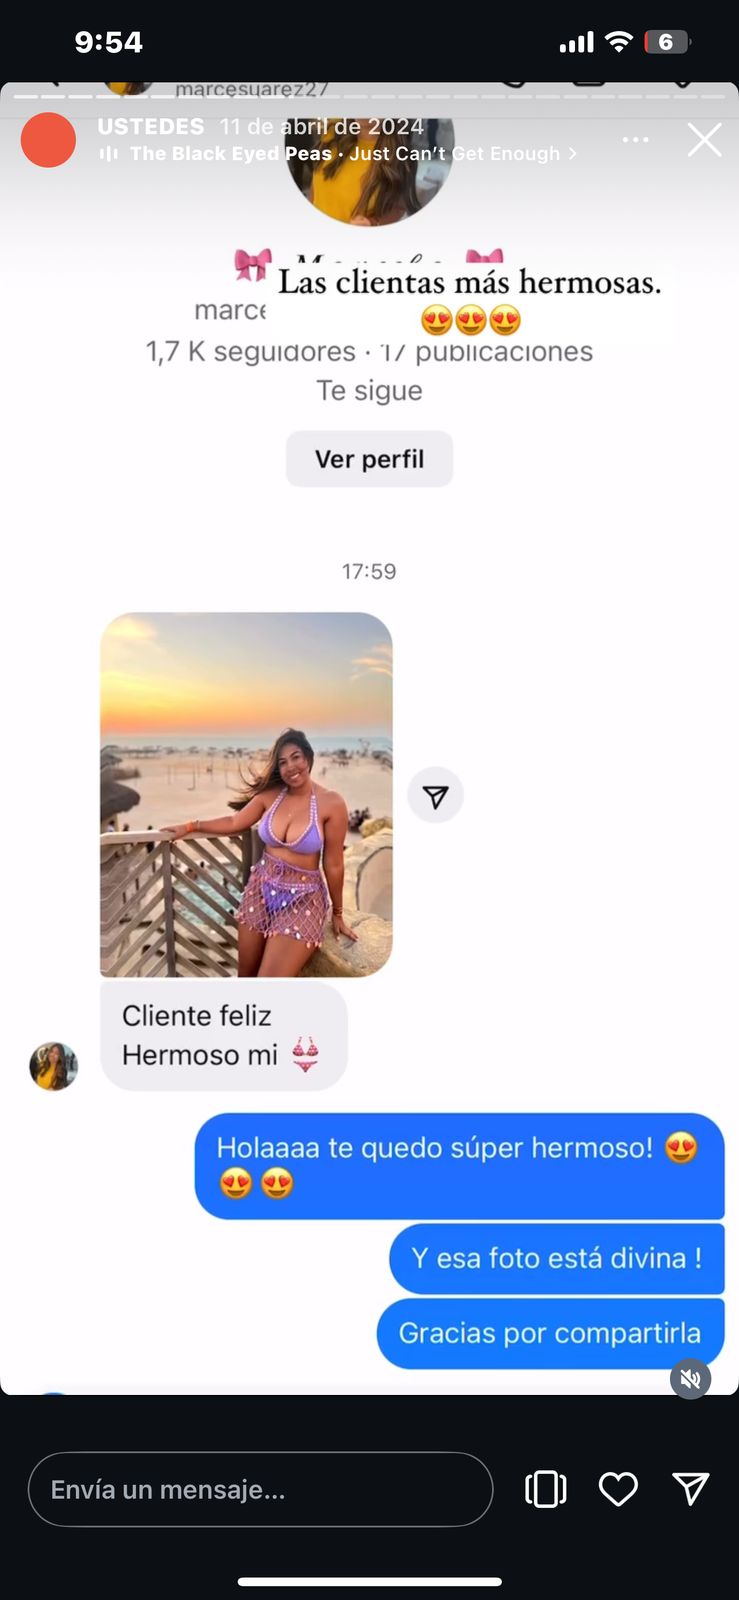 9:54
6
marcesuarez27
USTEDES 11 de abril de 2024
The Black Eyed Peas · Just Can't Get Enough >
Las clientas más hermosas.
😍😍😍
marce
1,7 K seguidores · 17 publicaciones
Te sigue
Ver perfil
17:59
Cliente feliz
Hermoso mi 👙
Holaaaa te quedo súper hermoso! 😍
😍😍
Y esa foto está divina !
Gracias por compartirla
Envía un mensaje...